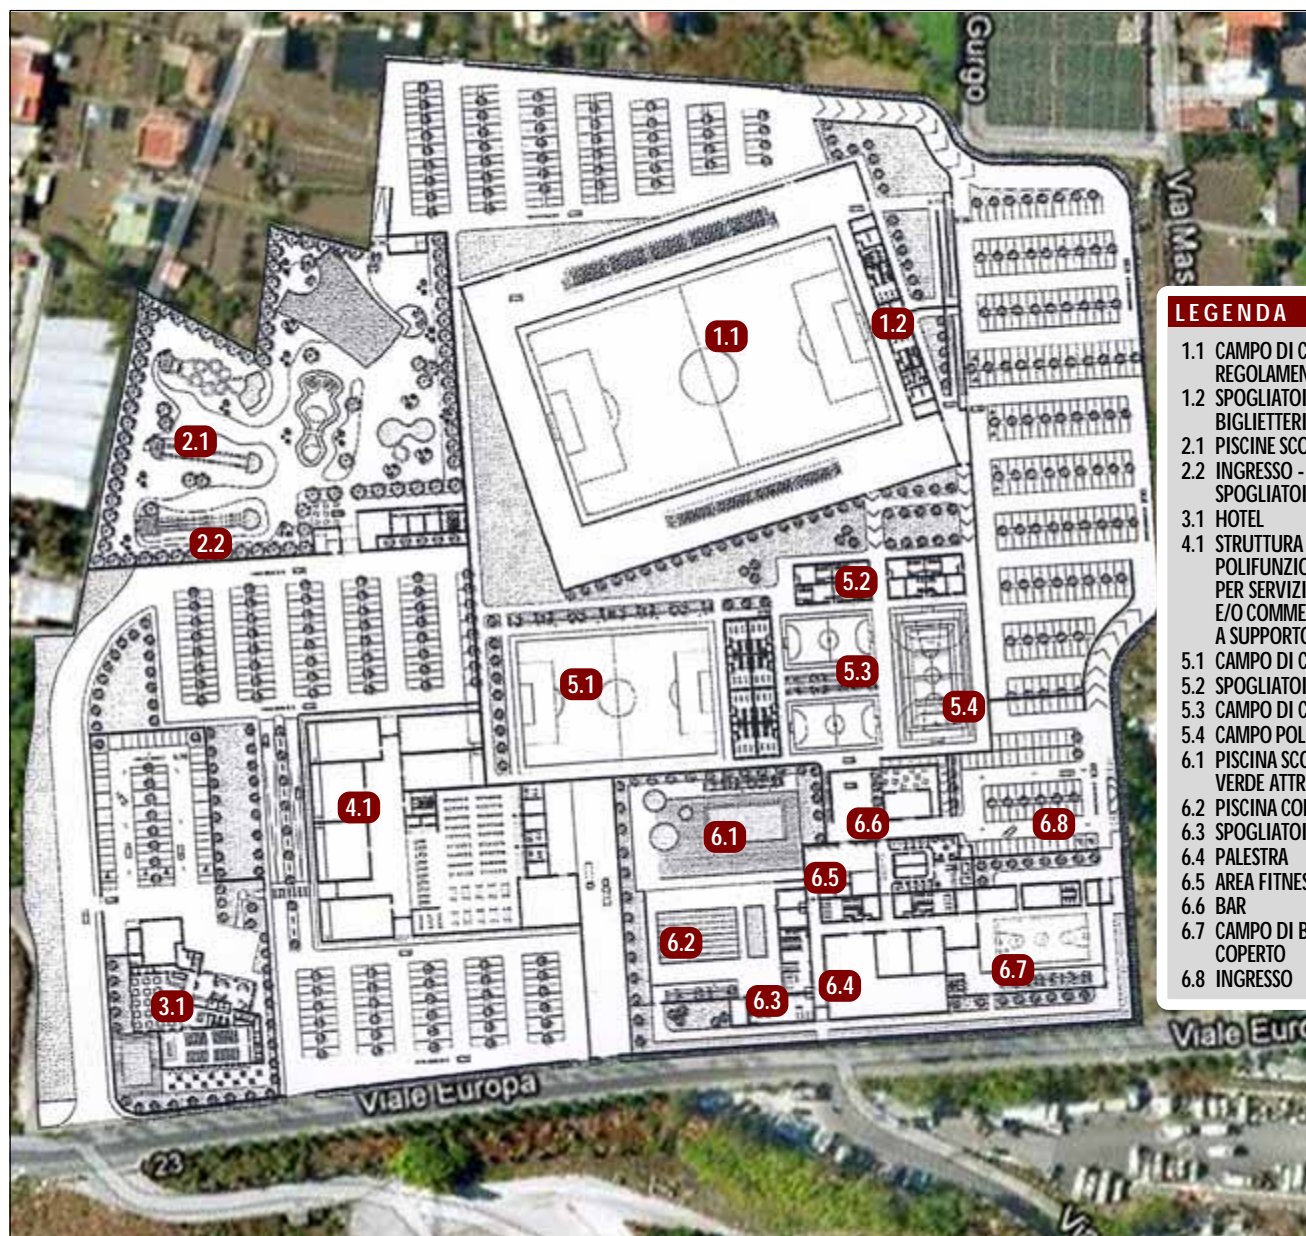 Gurgo
Via Mas
1.1
1.2
2.1
2.2
5.2
5.3
5.1
5.4
4.1
6.1
6.6
6.8
6.5
6.2
6.7
6.4
6.3
3.1
LEGENDA
1.1 CAMPO DI C
REGOLAMEN
1.2 SPOGLIATOI
BIGLIETTERI
2.1 PISCINE SCO
2.2 INGRESSO -
SPOGLIATOI
3.1 HOTEL
4.1 STRUTTURA
POLIFUNZIO
PER SERVIZI
E/O COMME
A SUPPORTO
5.1 CAMPO DI C
5.2 SPOGLIATOI
5.3 CAMPO DI C
5.4 CAMPO POL
6.1 PISCINA SCO
VERDE ATTR
6.2 PISCINA COP
6.3 SPOGLIATOI
6.4 PALESTRA
6.5 AREA FITNES
6.6 BAR
6.7 CAMPO DI B
COPERTO
6.8 INGRESSO
Viale Euro
Viale Europa
23
Vi